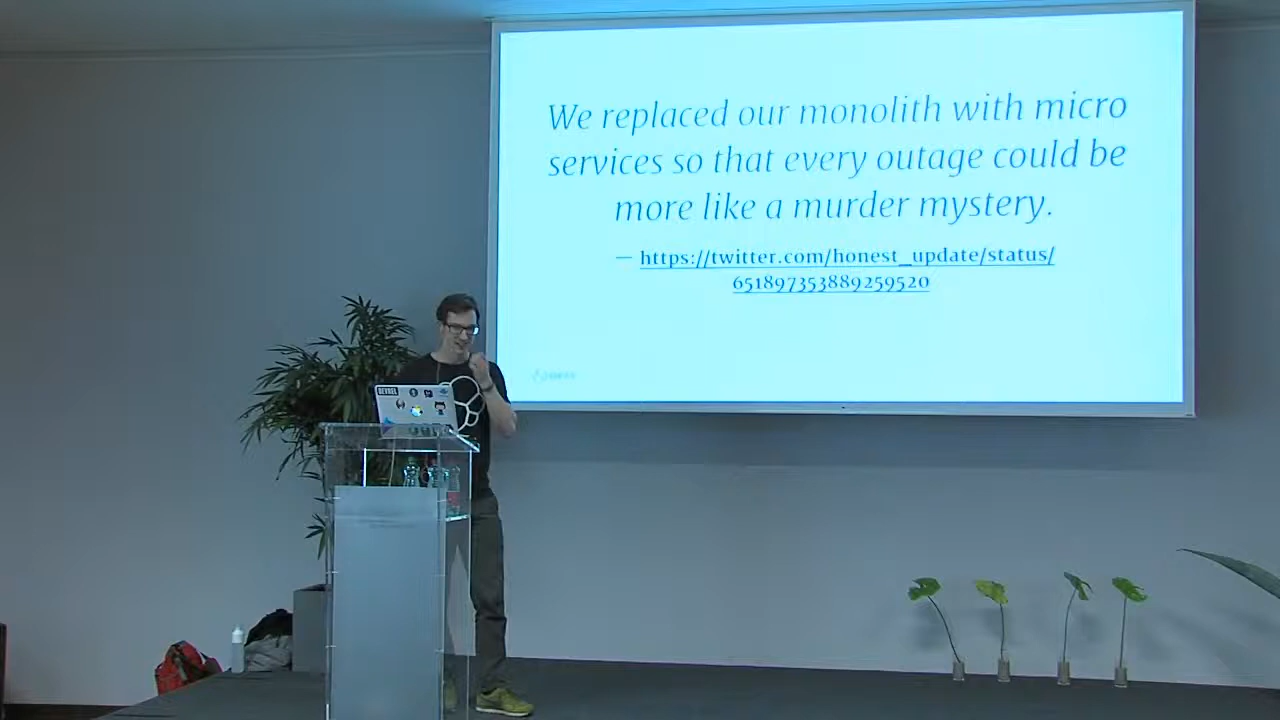 We replaced our monolith with micro
services so that every outage could be
more like a murder mystery.
— https://twitter.com/honest_update/status/
651897353889259520
DEVREL